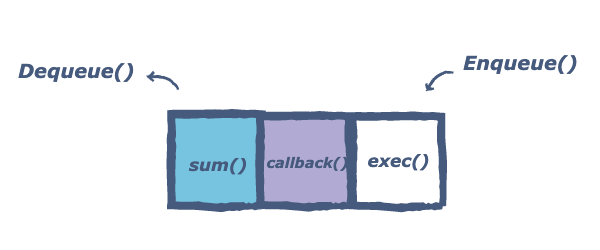 Dequeue()
Enqueue()
sum()
callback()
exec()